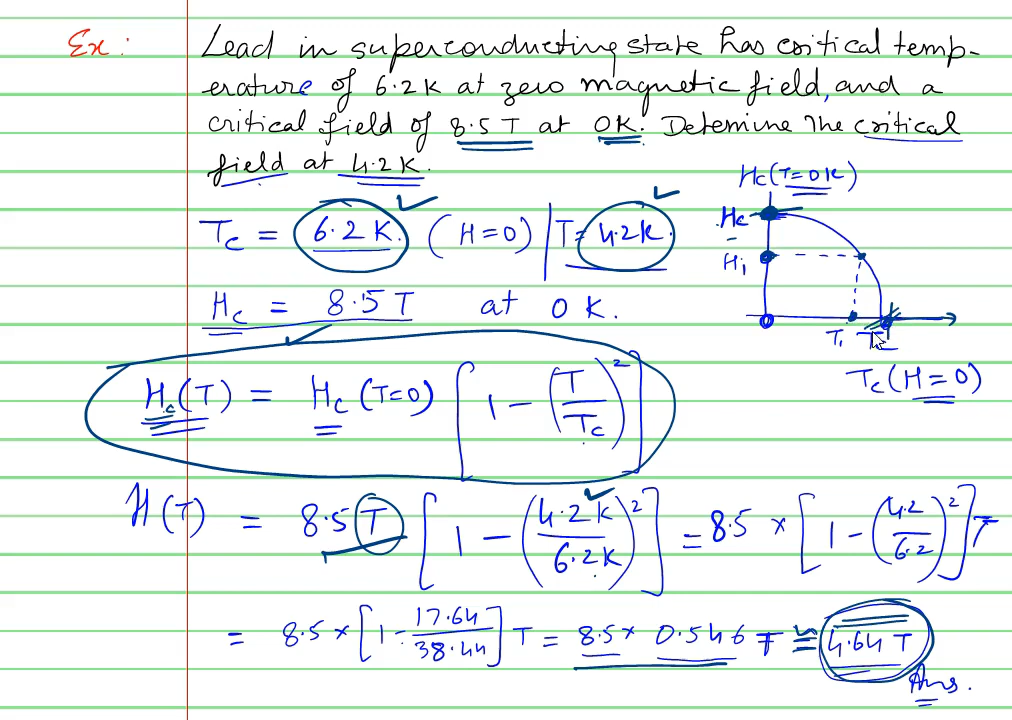 Ex : Lead in superconducting state has critical temp-
erature of 6.2K at zero magnetic field, and a
critical field of 8.5 T at 0K. Detemine the critical
field at 4.2 K.
Hc (T=0K)
Hc
H1
T1 Tc
Tc (H=0)
Tc = 6.2 K. (H=0) | T= 4.2K.
Hc = 8.5 T at 0 K.
Hc(T) = Hc (T=0) [1 - (T/Tc)²]
H(T) = 8.5 T [1 - (4.2K/6.2K)²] = 8.5 × [1 - (4.2/6.2)²] T
= 8.5 × [1 - 17.64/38.44] T = 8.5 × 0.546 T ≃ 4.64 T
Ans.